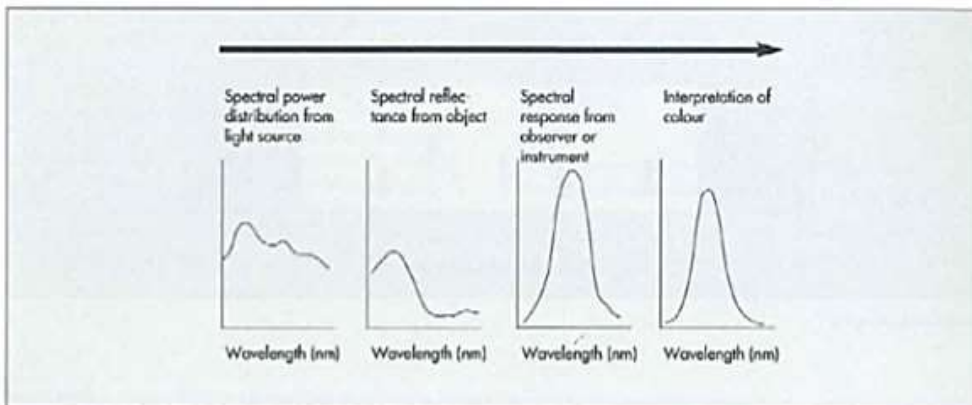 Spectral power
distribution from
light source
Spectral reflec-
tance from object
Spectral
response from
observer or
instrument
Interpretation of
colour
Wavelength (nm)
Wavelength (nm)
Wavelength (nm)
Wavelength (nm)